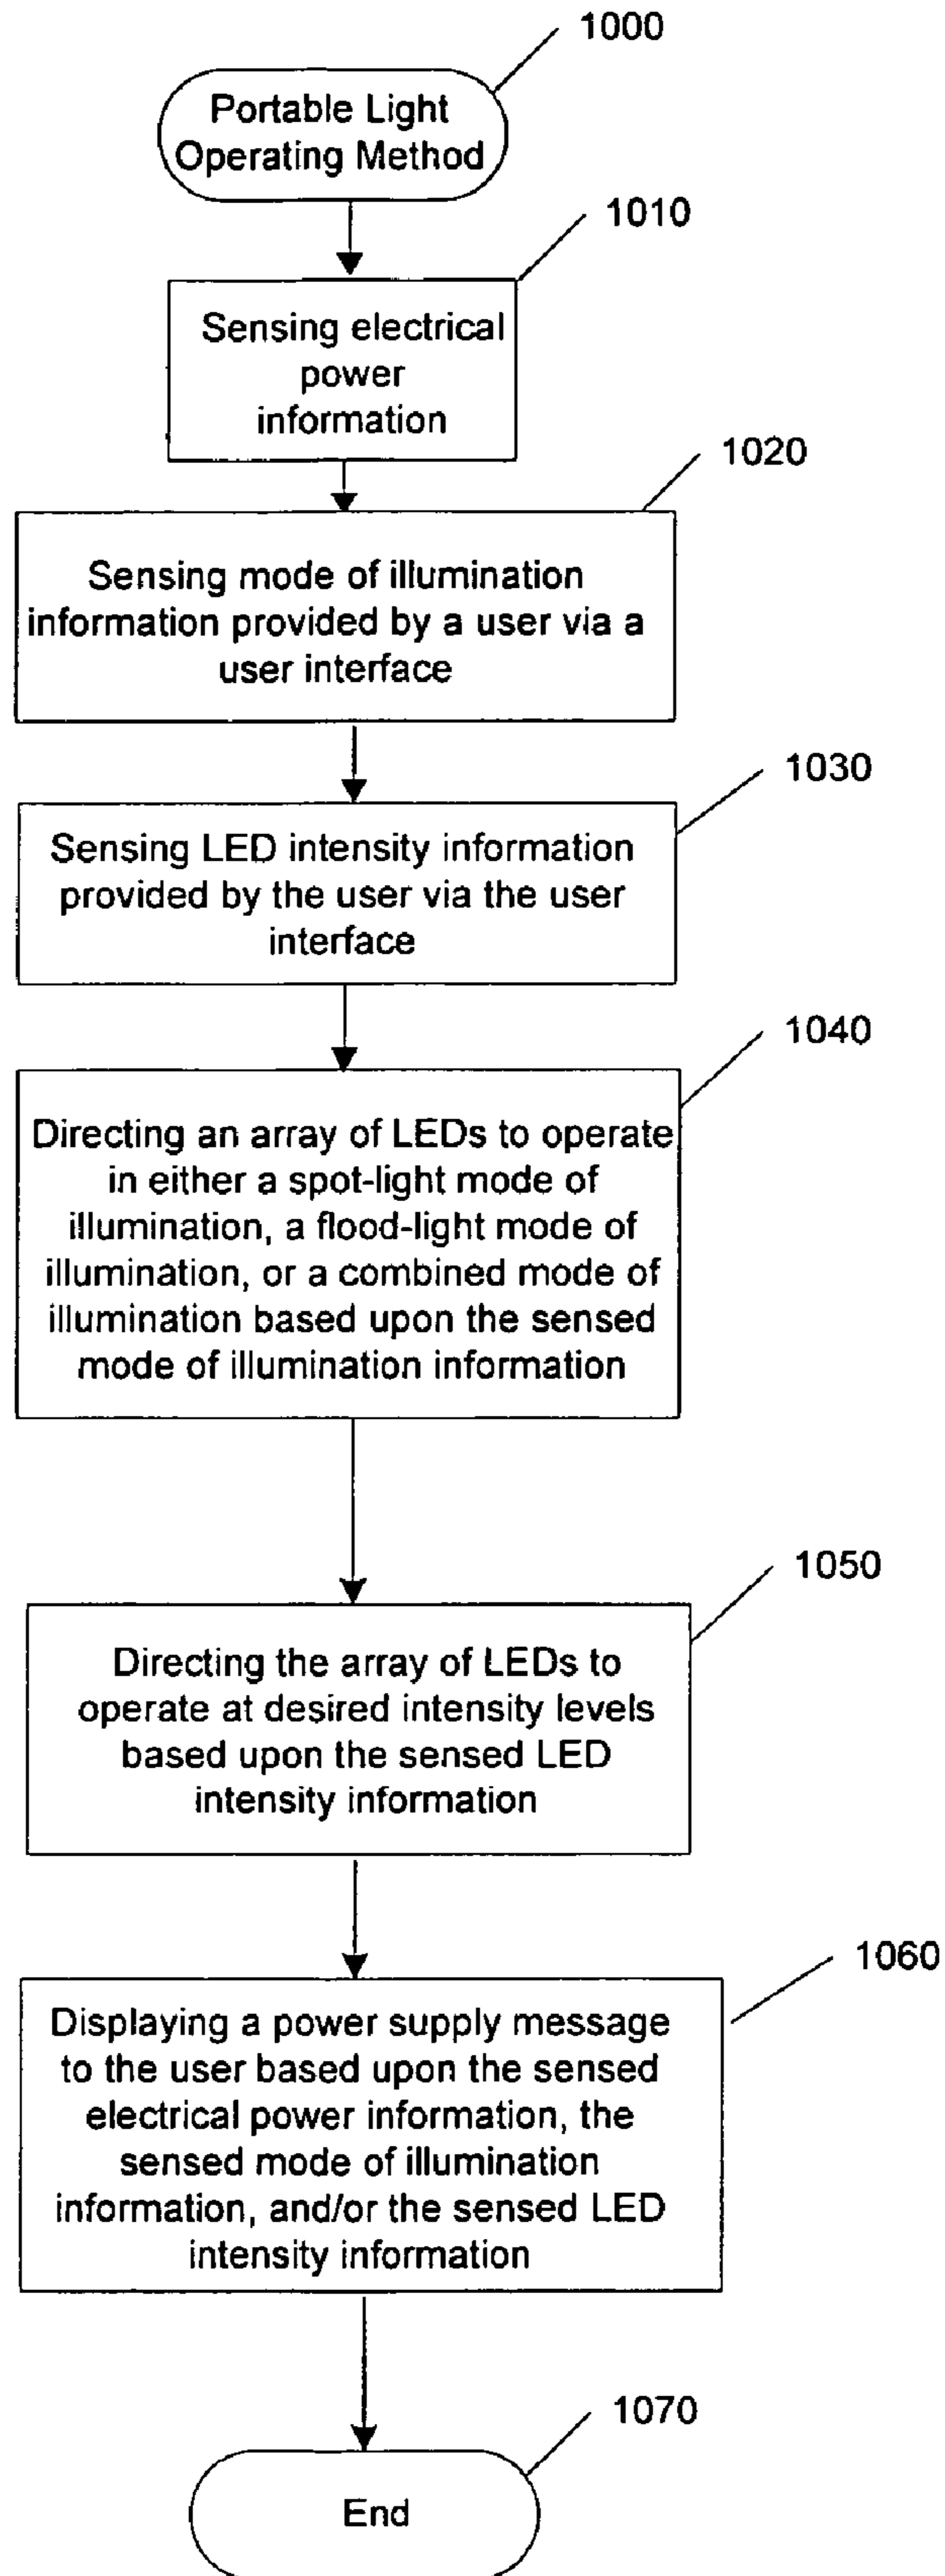 1000
Portable Light
Operating Method
1010
Sensing electrical
power
information
1020
Sensing mode of illumination
information provided by a user via a
user interface
1030
Sensing LED intensity information
provided by the user via the user
interface
1040
Directing an array of LEDs to operate
in either a spot-light mode of
illumination, a flood-light mode of
illumination, or a combined mode of
illumination based upon the sensed
mode of illumination information
1050
Directing the array of LEDs to
operate at desired intensity levels
based upon the sensed LED
intensity information
1060
Displaying a power supply message
to the user based upon the sensed
electrical power information, the
sensed mode of illumination
information, and/or the sensed LED
intensity information
1070
End